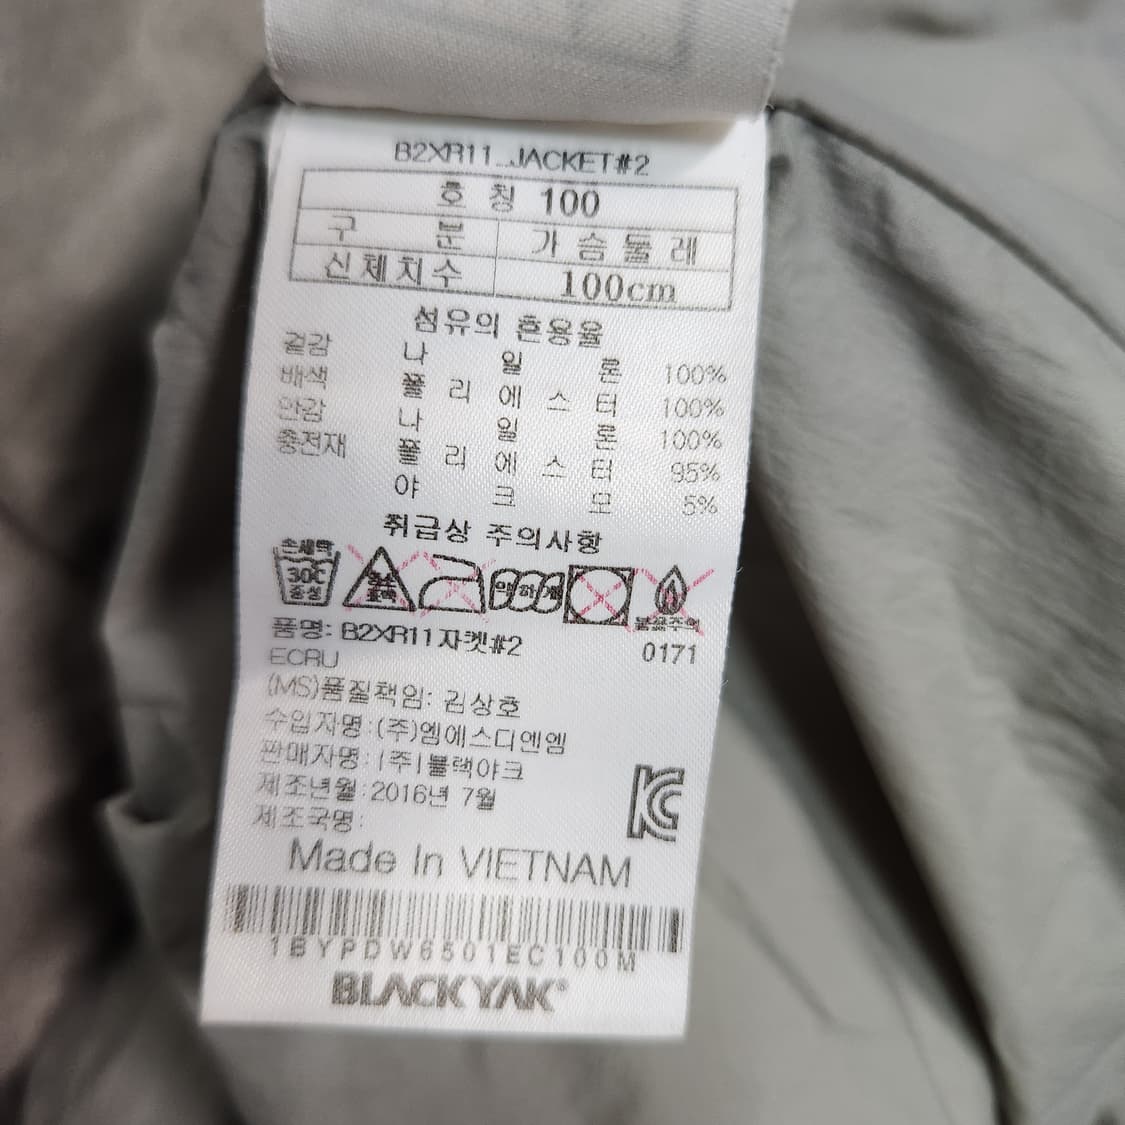 B2XR11_JACKET#2
호 칭 100
구 분 가 슴 둘 레
신체치수 100cm
섬유의 혼용율
겉감 나 일 론 100%
배색 폴 리 에 스 터 100%
안감 나 일 론 100%
충전재 폴 리 에 스 터 95%
야 크 모 5%
취급상 주의사항
손세탁 30C 중성 약하게 불꽃주의
품명: B2XR11자켓#2
ECRU 0171
(MS)품질책임: 김상호
수입자명:(주)엠에스디엔엠
판매자명:(주)블랙야크
제조년월:2016년 7월
제조국명:
Made In VIETNAM
1BYPDW6501EC100M
BLACKYAK